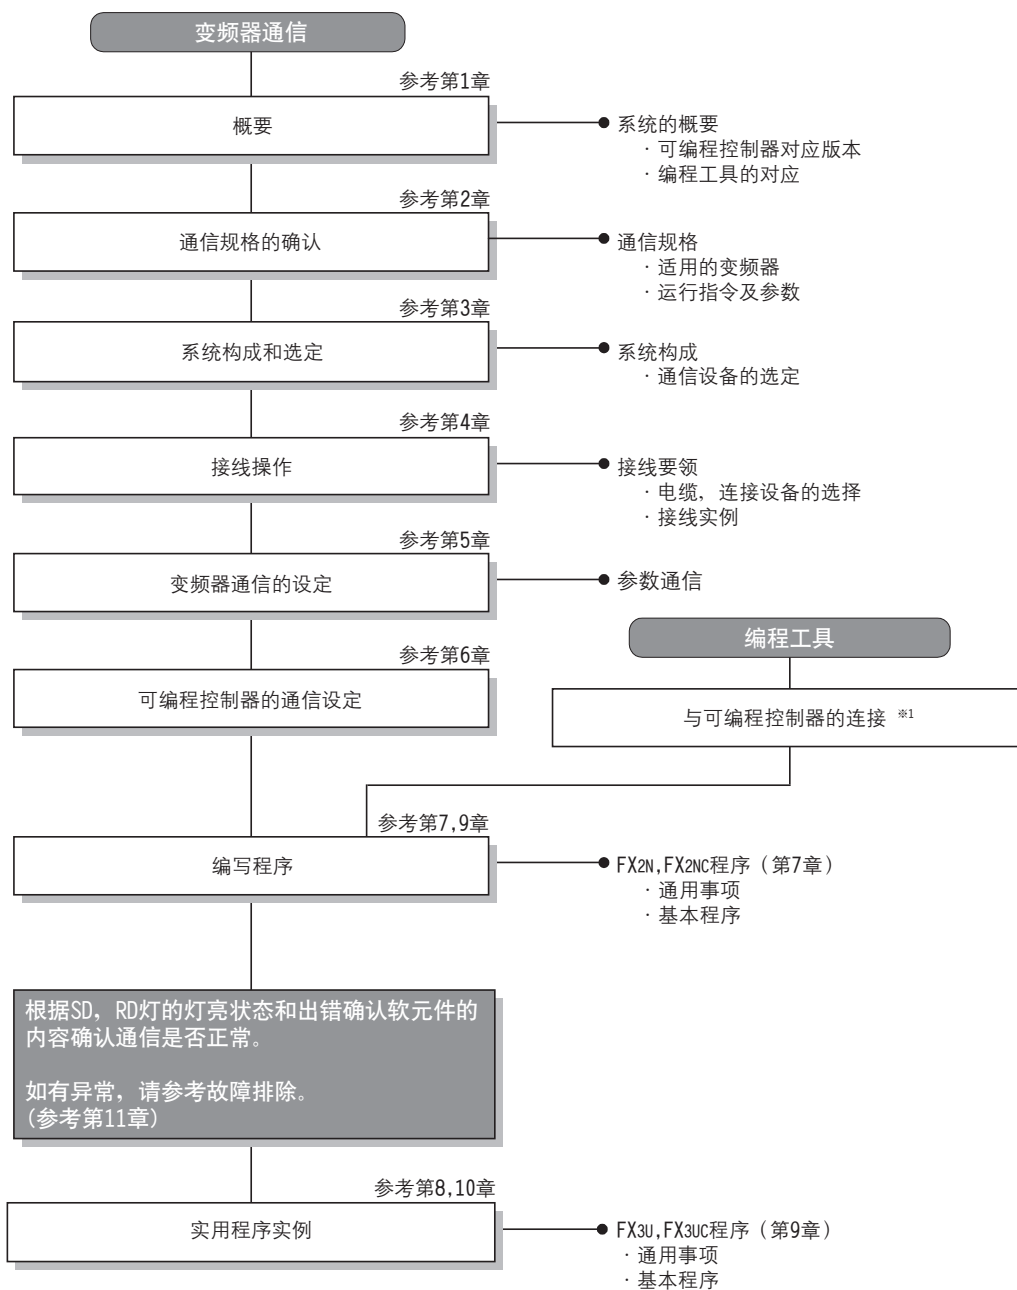 变频器通信
参考第1章
概要
系统的概要
· 可编程控制器对应版本
· 编程工具的对应
参考第2章
通信规格的确认
通信规格
· 适用的变频器
· 运行指令及参数
参考第3章
系统构成和选定
系统构成
· 通信设备的选定
参考第4章
接线操作
接线要领
· 电缆，连接设备的选择
· 接线实例
参考第5章
变频器通信的设定
参数通信
编程工具
参考第6章
可编程控制器的通信设定
与可编程控制器的连接 ※1
参考第7,9章
编写程序
FX2N,FX2NC程序（第7章）
· 通用事项
· 基本程序
根据SD，RD灯的灯亮状态和出错确认软元件的
内容确认通信是否正常。
如有异常，请参考故障排除。
(参考第11章)
参考第8,10章
实用程序实例
FX3U,FX3UC程序（第9章）
· 通用事项
· 基本程序